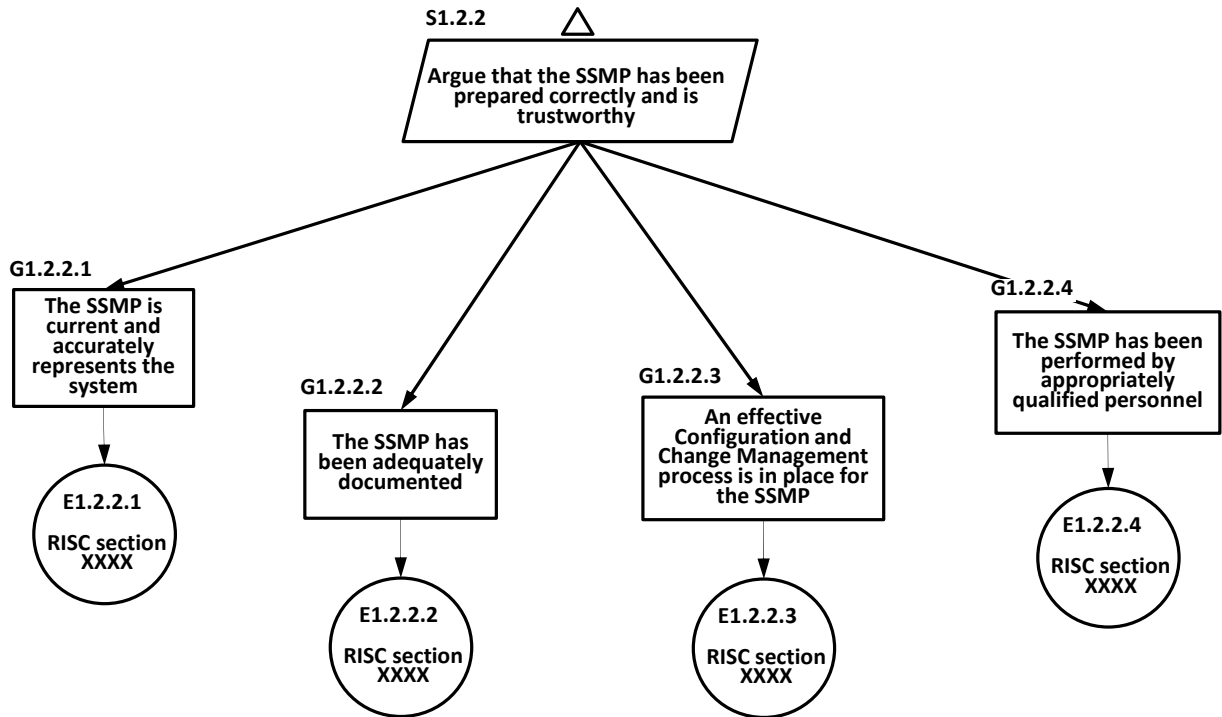 S1.2.2
Argue that the SSMP has been
prepared correctly and is
trustworthy
G1.2.2.1
The SSMP is
current and
accurately
represents the
system
E1.2.2.1
RISC section
XXXX
G1.2.2.2
The SSMP has
been adequately
documented
E1.2.2.2
RISC section
XXXX
G1.2.2.3
An effective
Configuration and
Change Management
process is in place for
the SSMP
E1.2.2.3
RISC section
XXXX
G1.2.2.4
The SSMP has been
performed by
appropriately
qualified personnel
E1.2.2.4
RISC section
XXXX